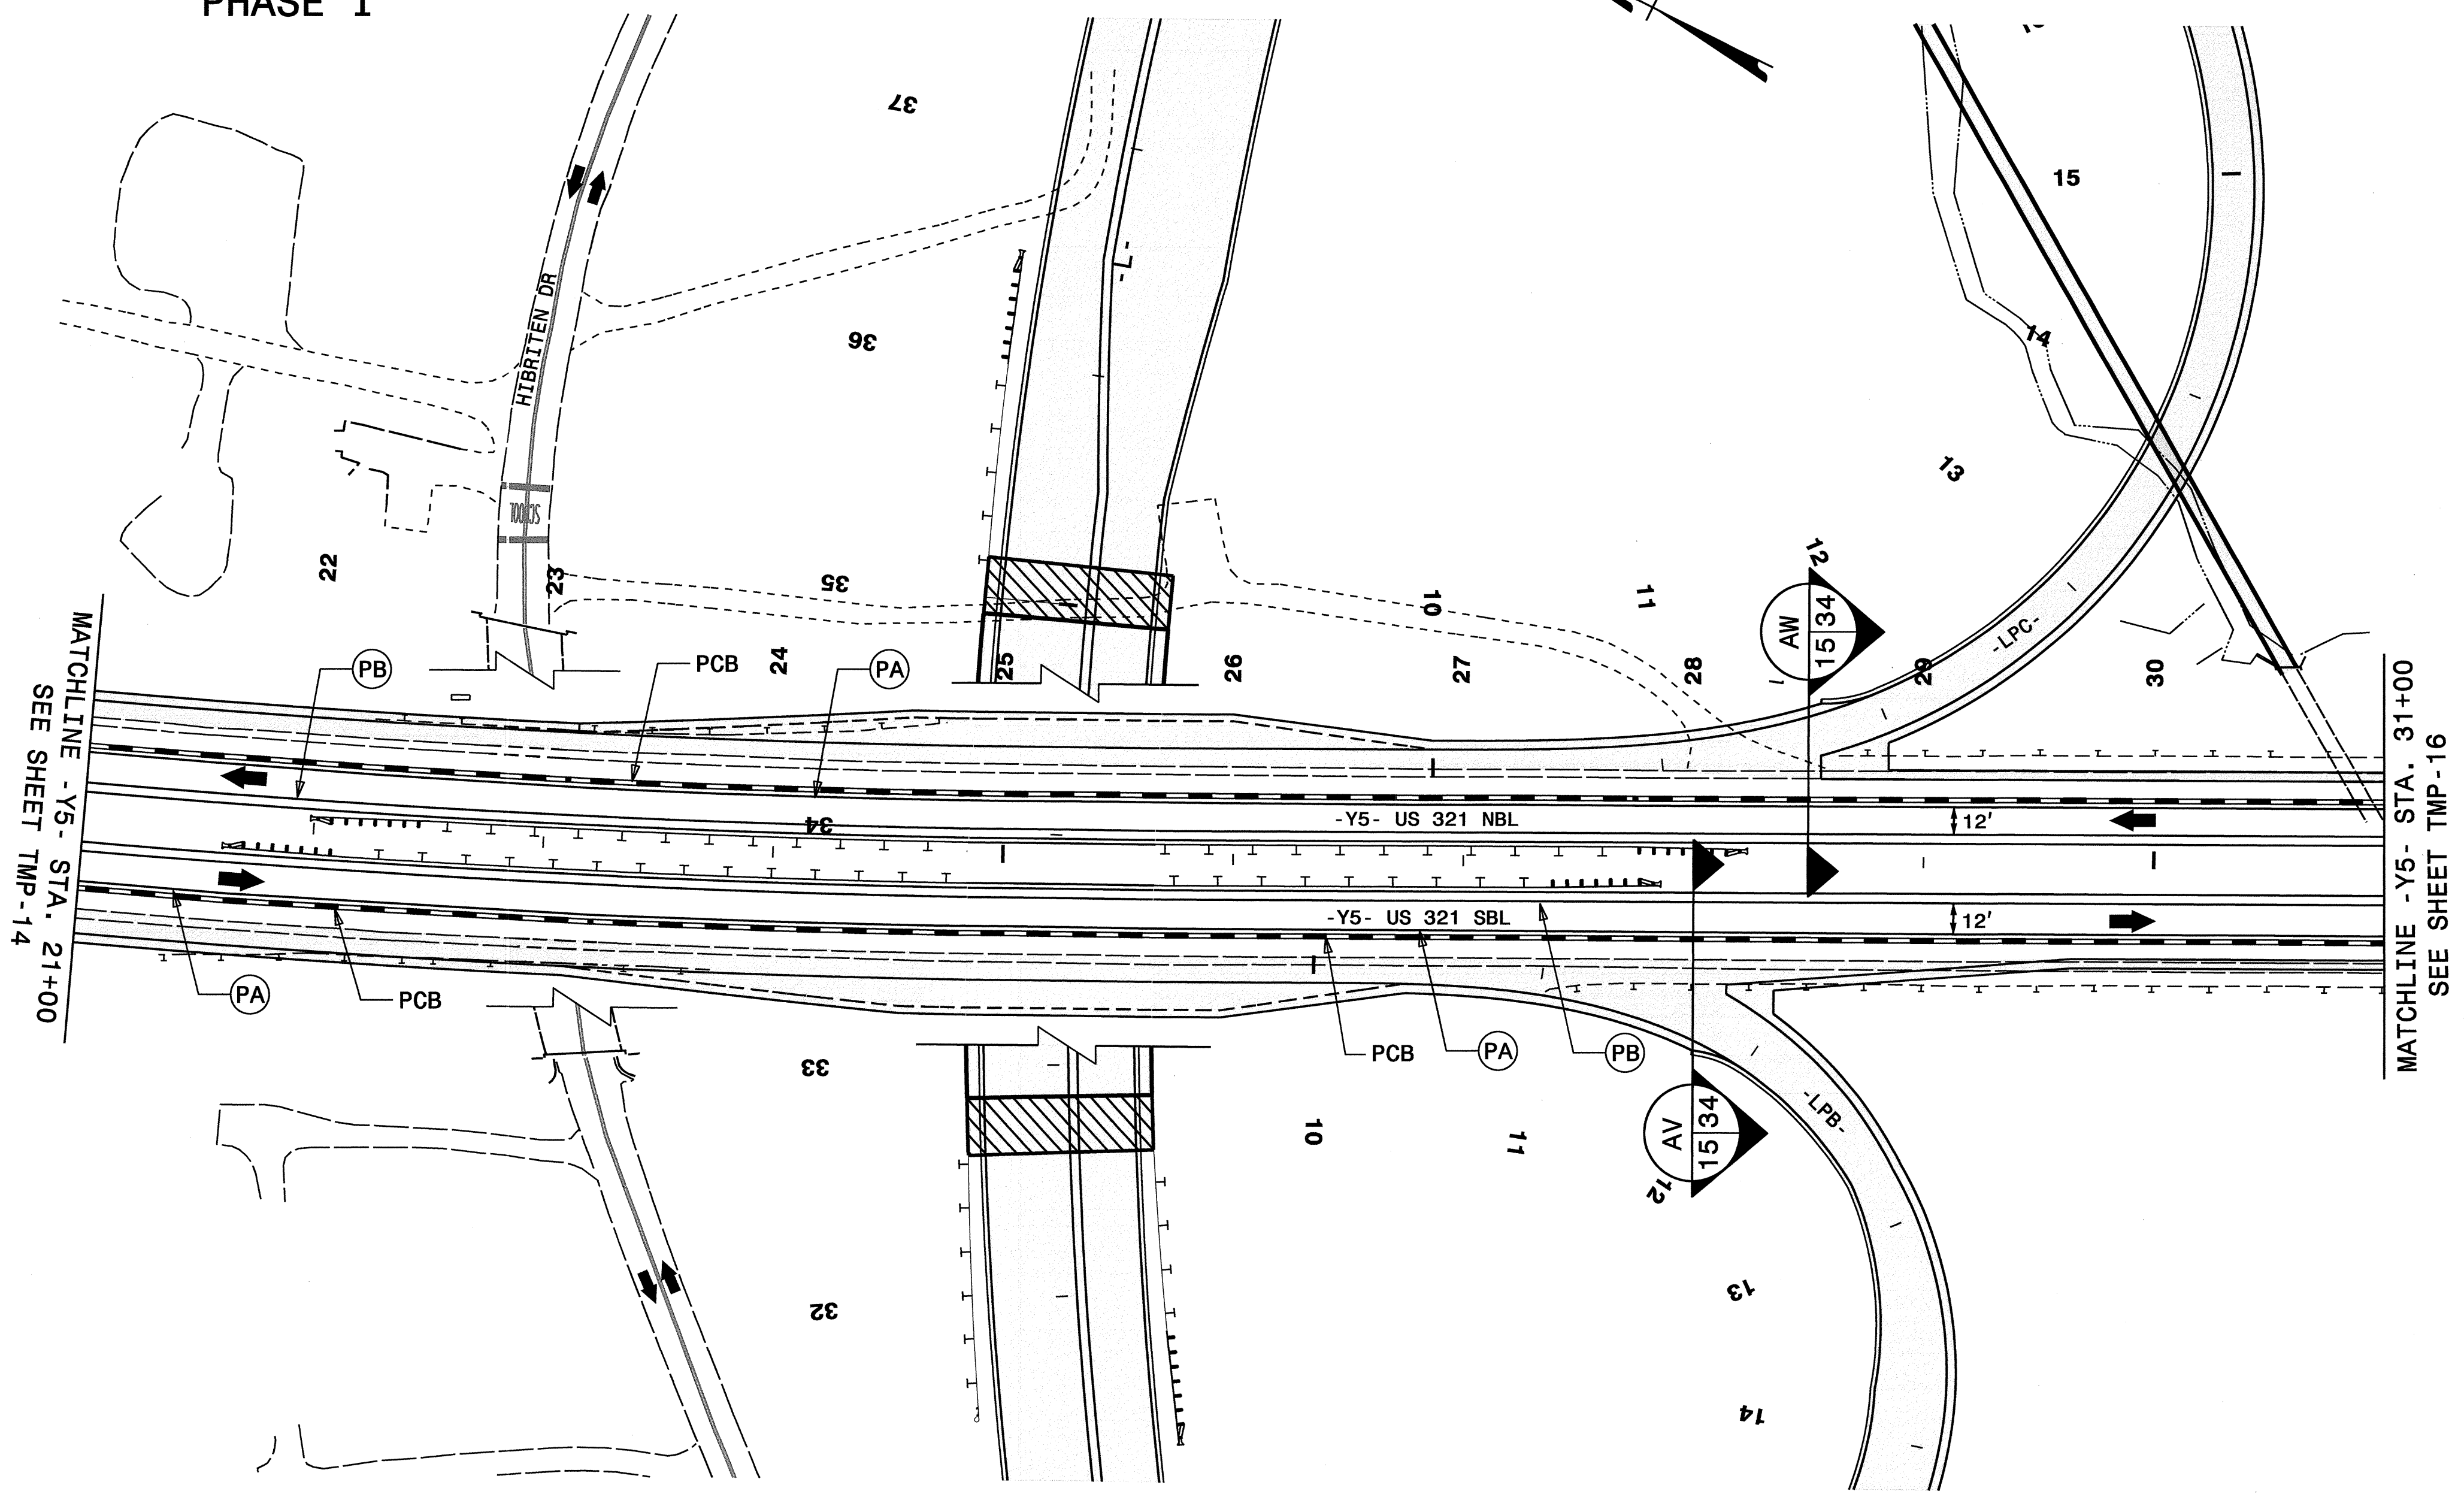 PHASE 1
37
15
-L-
HIBRITEN DR
36
14
13
SCHOOL
12
22
23
35
10
11
AW
34
15
-LPC-
MATCHLINE -Y5- STA. 21+00
SEE SHEET TMP-14
PB
PCB
24
PA
25
26
27
28
29
30
MATCHLINE -Y5- STA. 31+00
SEE SHEET TMP-16
34
-Y5- US 321 NBL
12'
-Y5- US 321 SBL
12'
PA
PCB
PCB
PA
PB
33
10
11
AV
34
15
12
-LPB-
32
13
14